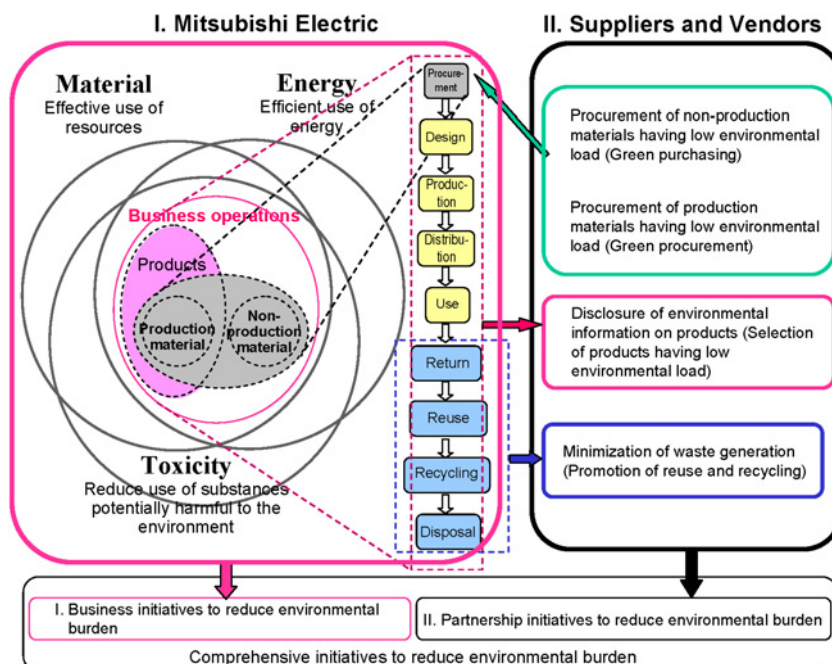 I. Mitsubishi Electric
II. Suppliers and Vendors
Material
Effective use of
resources
Energy
Efficient use of
energy
Business operations
Products
Production
material
Non-
production
material
Toxicity
Reduce use of substances
potentially harmful to the
environment
Procure-
ment
Design
Produc-
tion
Distribu-
tion
Use
Return
Reuse
Recycling
Disposal
Procurement of non-production
materials having low environmental
load (Green purchasing)
Procurement of production
materials having low environmental
load (Green procurement)
Disclosure of environmental
information on products (Selection
of products having low
environmental load)
Minimization of waste generation
(Promotion of reuse and recycling)
I. Business initiatives to reduce environmental
burden
II. Partnership initiatives to reduce environmental burden
Comprehensive initiatives to reduce environmental burden